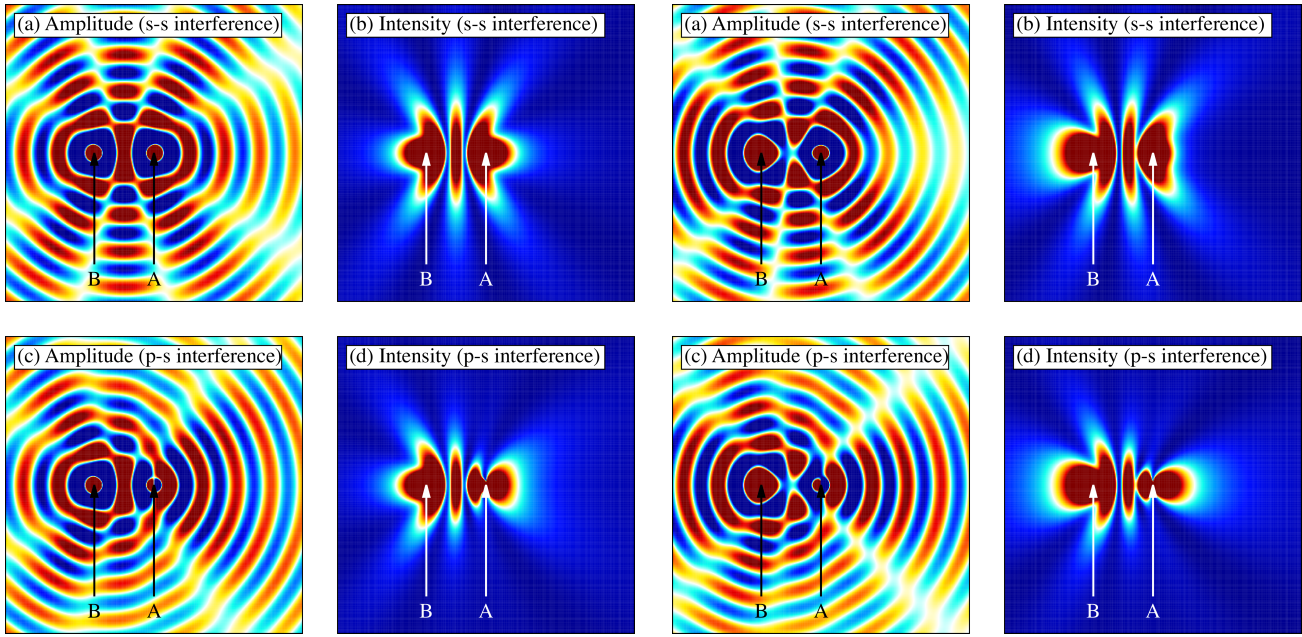 (a) Amplitude (s-s interference)
B
A
(b) Intensity (s-s interference)
B
A
(a) Amplitude (s-s interference)
B
A
(b) Intensity (s-s interference)
B
A
(c) Amplitude (p-s interference)
B
A
(d) Intensity (p-s interference)
B
A
(c) Amplitude (p-s interference)
B
A
(d) Intensity (p-s interference)
B
A